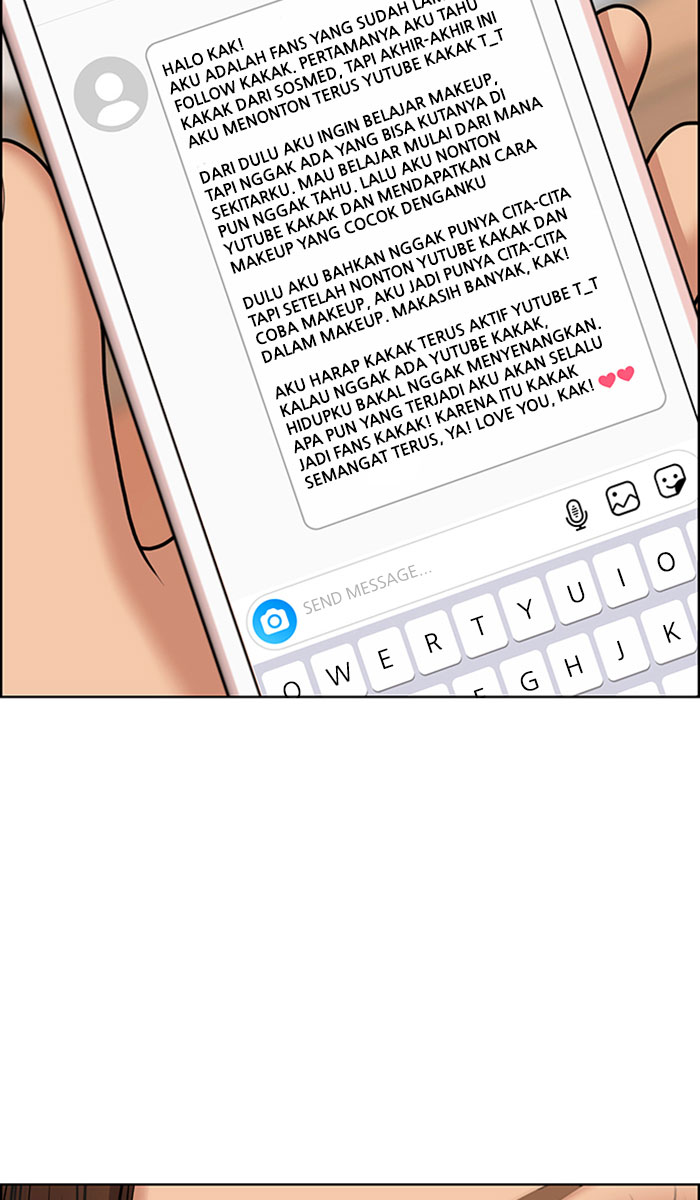 HALO KAK!
AKU ADALAH FANS YANG SUDAH
FOLLOW KAKAK. PERTAMANYA AKU TAHU
KAKAK DARI SOSMED, TAPI AKHIR-AKHIR INI
AKU MENONTON TERUS YUTUBE KAKAK T_T
DARI DULU AKU INGIN BELAJAR MAKEUP,
TAPI NGGAK ADA YANG BISA KUTANYA DI
SEKITARKU. MAU BELAJAR MULAI DARI MANA
PUN NGGAK TAHU. LALU AKU NONTON
YUTUBE KAKAK DAN MENDAPATKAN CARA
MAKEUP YANG COCOK DENGANKU
DULU AKU BAHKAN NGGAK PUNYA CITA-CITA
TAPI SETELAH NONTON YUTUBE KAKAK DAN
COBA MAKEUP, AKU JADI PUNYA CITA-CITA
DALAM MAKEUP. MAKASIH BANYAK, KAK!
AKU HARAP KAKAK TERUS AKTIF YUTUBE T_T
KALAU NGGAK ADA YUTUBE KAKAK,
HIDUPKU BAKAL NGGAK MENYENANGKAN.
APA PUN YANG TERJADI AKU AKAN SELALU
JADI FANS KAKAK! KARENA ITU KAKAK
SEMANGAT TERUS, YA! LOVE YOU, KAK! ❤❤
SEND MESSAGE...
Q W E R T Y U I O
F G H J K